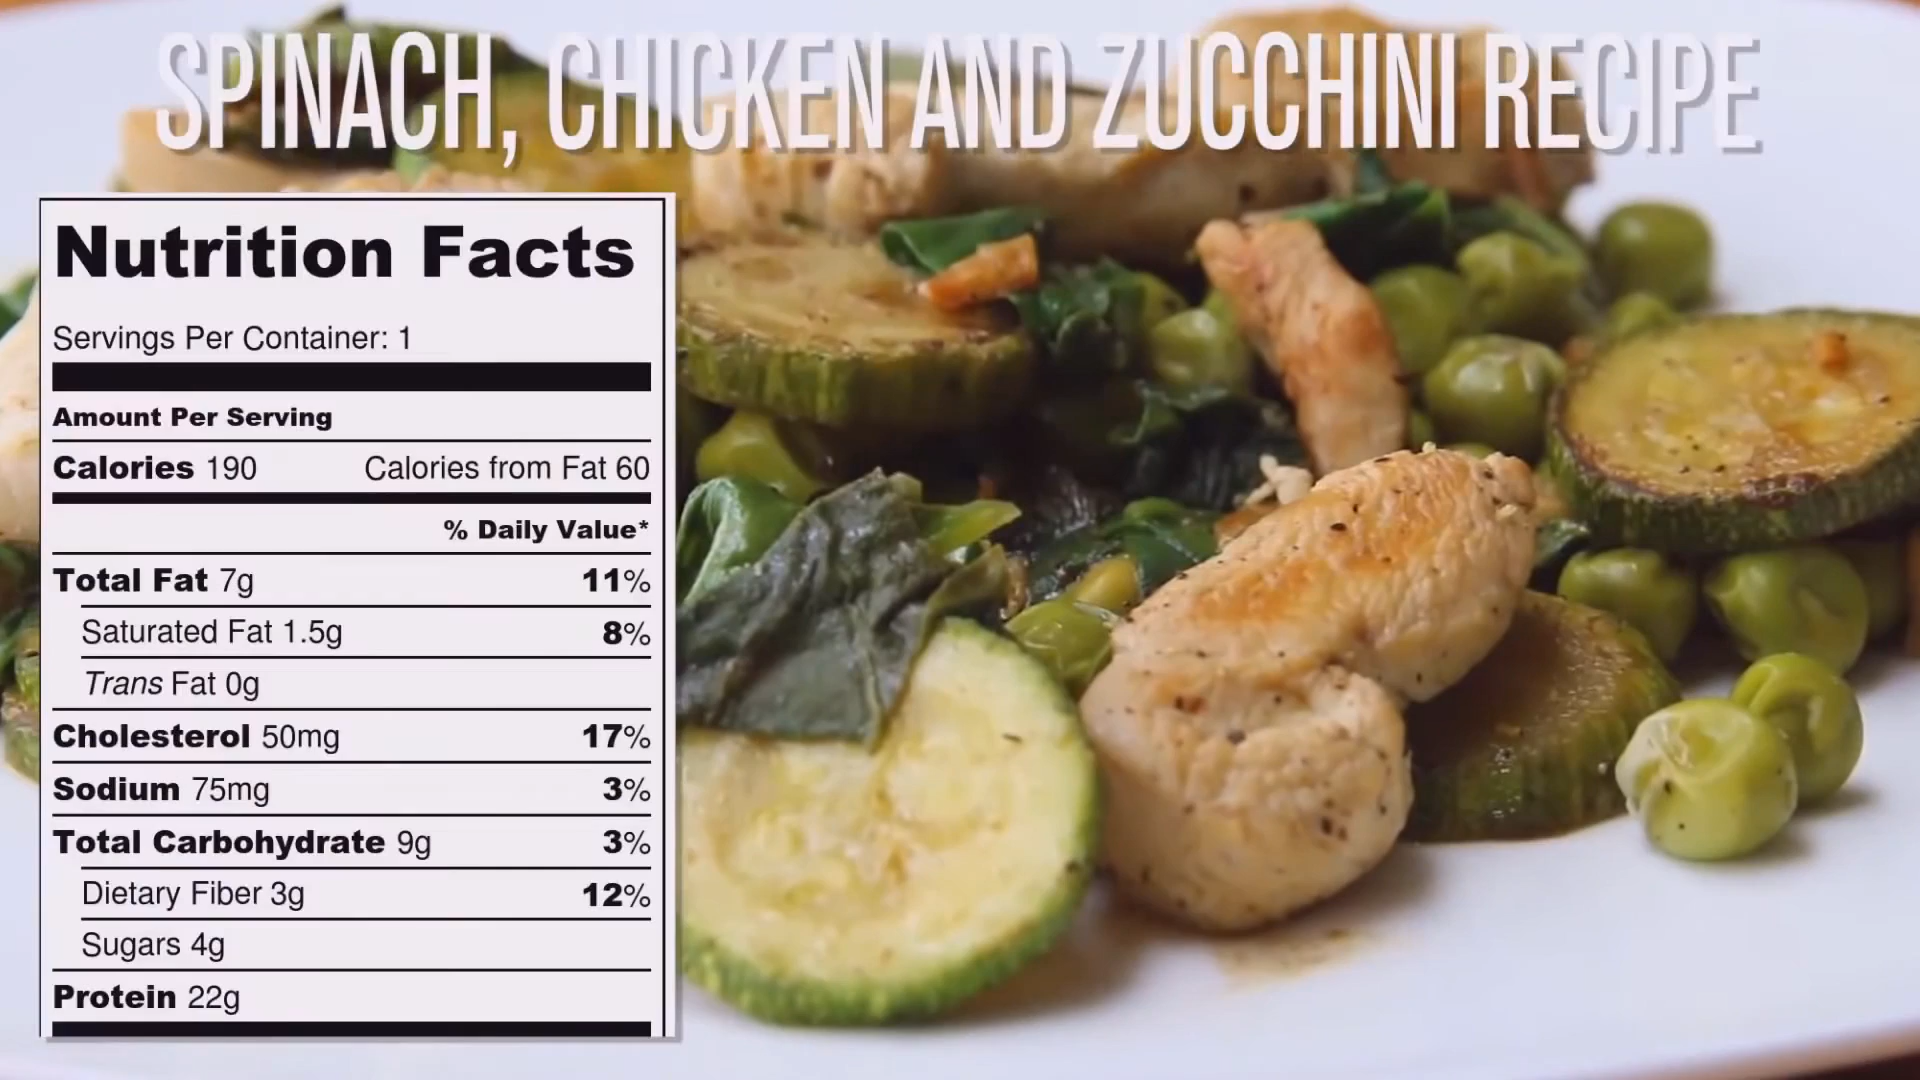 SPINACH, CHICKEN AND ZUCCHINI RECIPE
Nutrition Facts
Servings Per Container: 1
Amount Per Serving
Calories 190 Calories from Fat 60
% Daily Value*
Total Fat 7g 11%
Saturated Fat 1.5g 8%
Trans Fat 0g
Cholesterol 50mg 17%
Sodium 75mg 3%
Total Carbohydrate 9g 3%
Dietary Fiber 3g 12%
Sugars 4g
Protein 22g